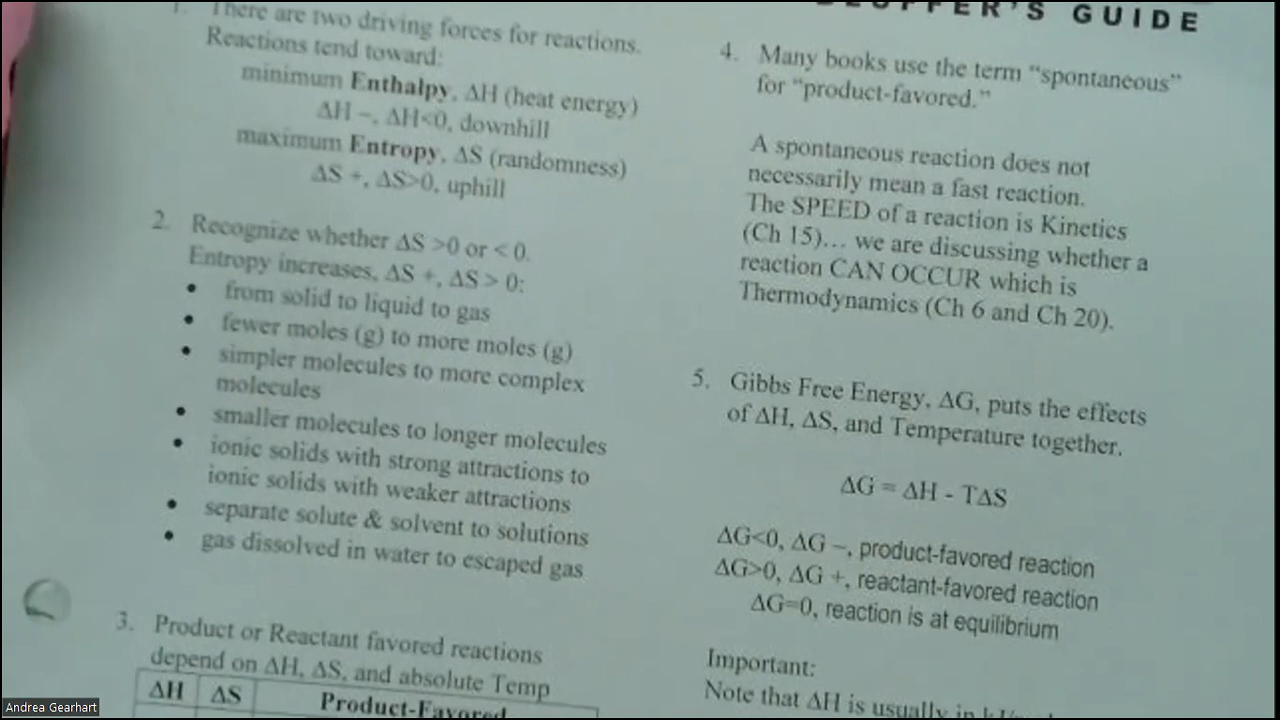 BLUFFER'S GUIDE
1. There are two driving forces for reactions.
Reactions tend toward:
minimum Enthalpy, ΔH (heat energy)
ΔH –, ΔH<0, downhill
maximum Entropy, ΔS (randomness)
ΔS +, ΔS>0, uphill
2. Recognize whether ΔS >0 or < 0.
Entropy increases, ΔS +, ΔS > 0:
• from solid to liquid to gas
• fewer moles (g) to more moles (g)
• simpler molecules to more complex
molecules
• smaller molecules to longer molecules
• ionic solids with strong attractions to
ionic solids with weaker attractions
• separate solute & solvent to solutions
• gas dissolved in water to escaped gas
3. Product or Reactant favored reactions
depend on ΔH, ΔS, and absolute Temp
ΔH ΔS Product-Favored
4. Many books use the term “spontaneous”
for “product-favored.”
A spontaneous reaction does not
necessarily mean a fast reaction.
The SPEED of a reaction is Kinetics
(Ch 15)… we are discussing whether a
reaction CAN OCCUR which is
Thermodynamics (Ch 6 and Ch 20).
5. Gibbs Free Energy, ΔG, puts the effects
of ΔH, ΔS, and Temperature together.
ΔG = ΔH - TΔS
ΔG<0, ΔG –, product-favored reaction
ΔG>0, ΔG +, reactant-favored reaction
ΔG=0, reaction is at equilibrium
Important:
Note that ΔH is usually in
Andrea Gearhart